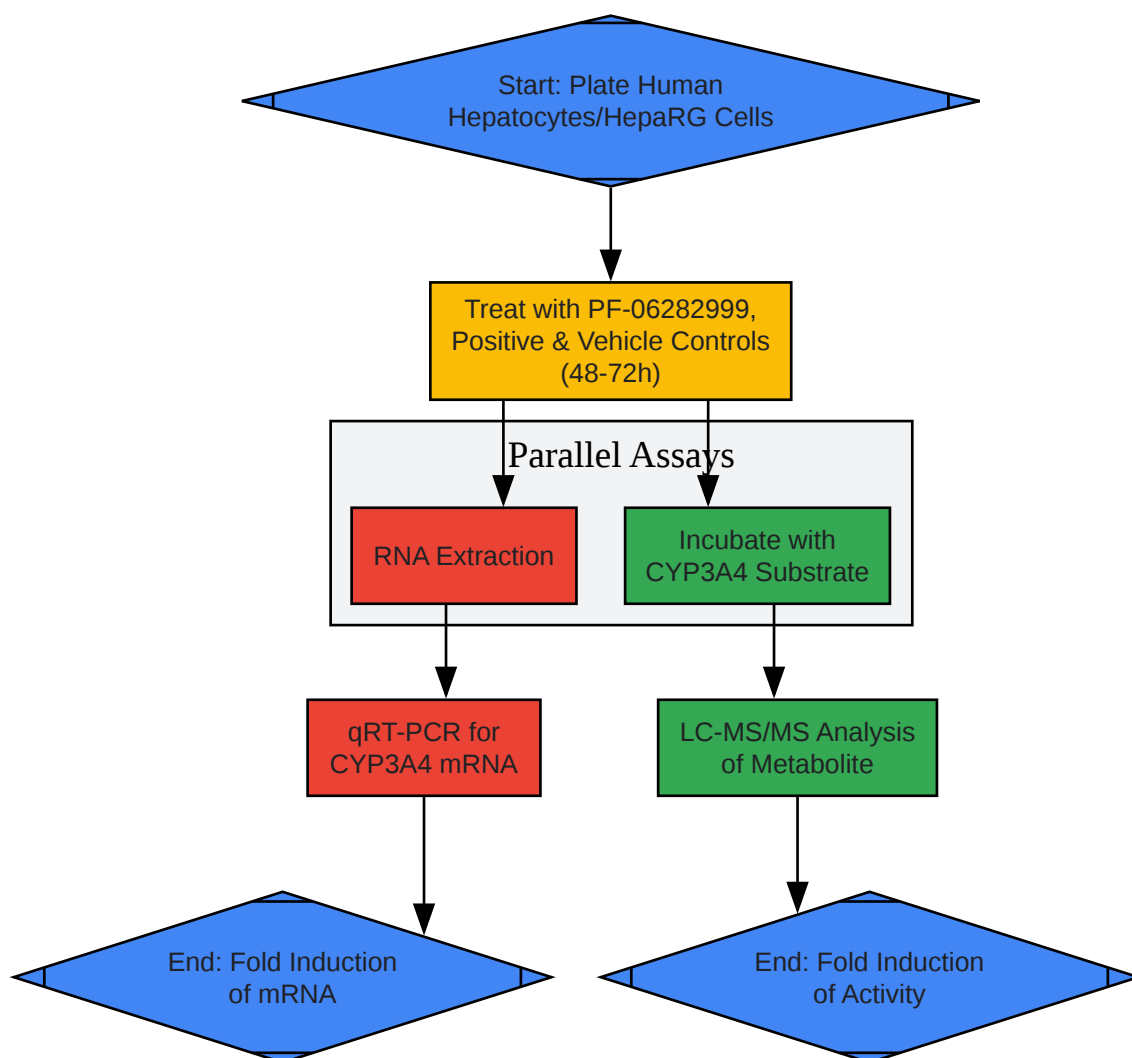 Start: Plate Human
Hepatocytes/HepaRG Cells
Treat with PF-06282999,
Positive & Vehicle Controls
(48-72h)
Parallel Assays
RNA Extraction
Incubate with
CYP3A4 Substrate
qRT-PCR for
CYP3A4 mRNA
LC-MS/MS Analysis
of Metabolite
End: Fold Induction
of mRNA
End: Fold Induction
of Activity